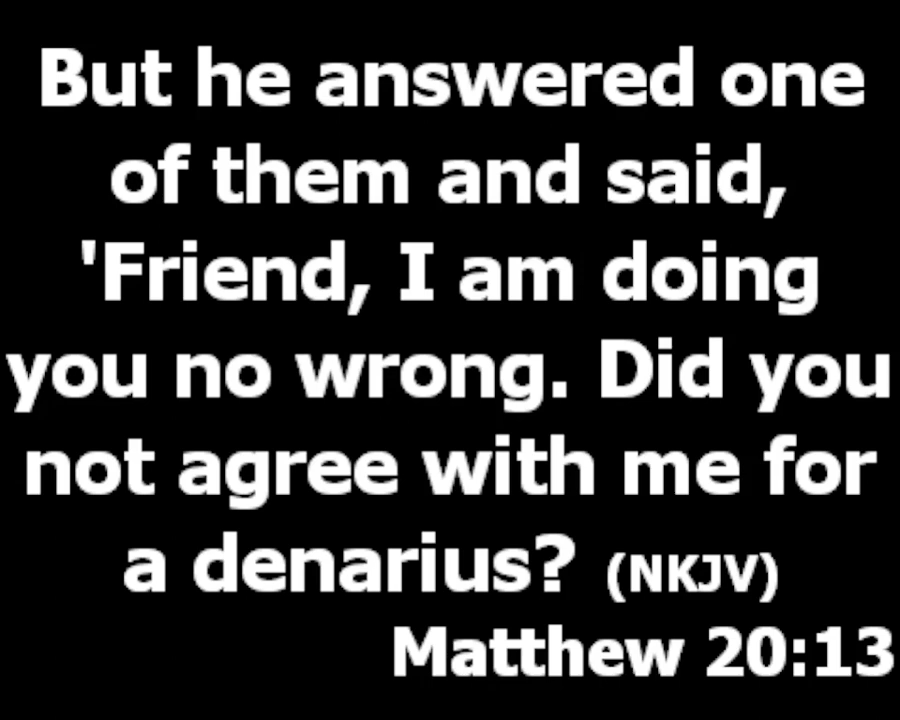 But he answered one
of them and said,
'Friend, I am doing
you no wrong. Did you
not agree with me for
a denarius? (NKJV)
Matthew 20:13